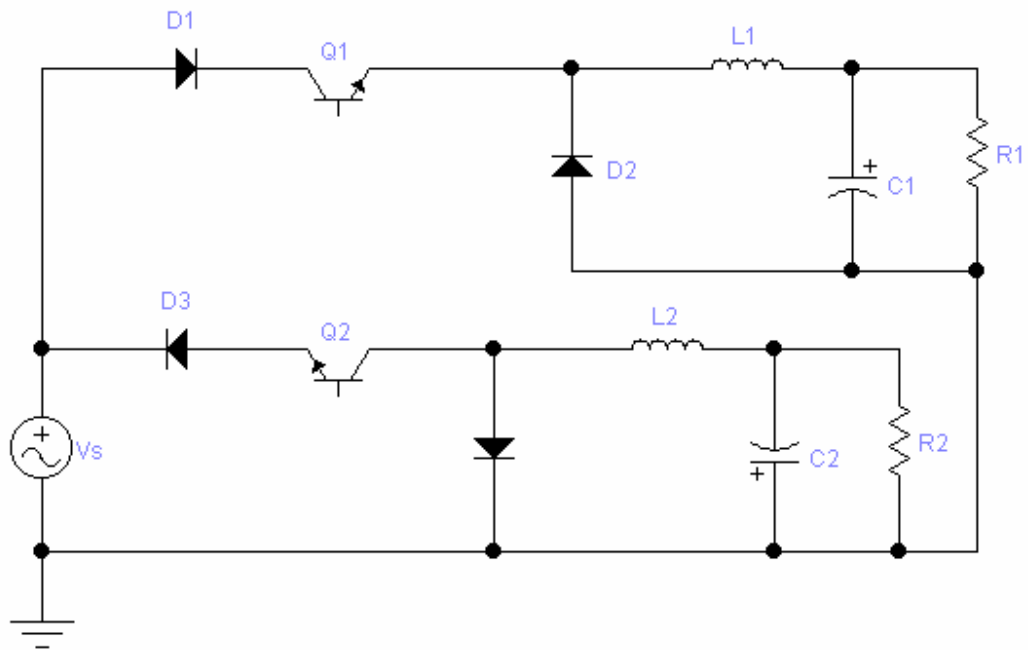 D1
Q1
L1
D2
+
C1
R1
D3
Q2
L2
+
Vs
+
C2
R2